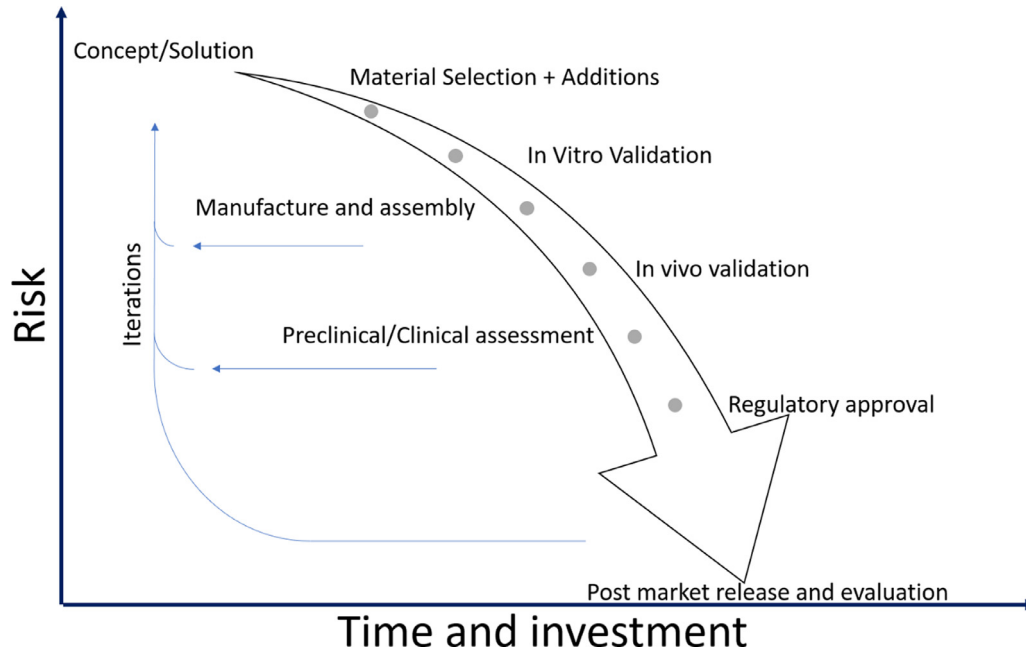 Concept/Solution
Material Selection + Additions
In Vitro Validation
Manufacture and assembly
In vivo validation
Iterations
Risk
Preclinical/Clinical assessment
Regulatory approval
Post market release and evaluation
Time and investment